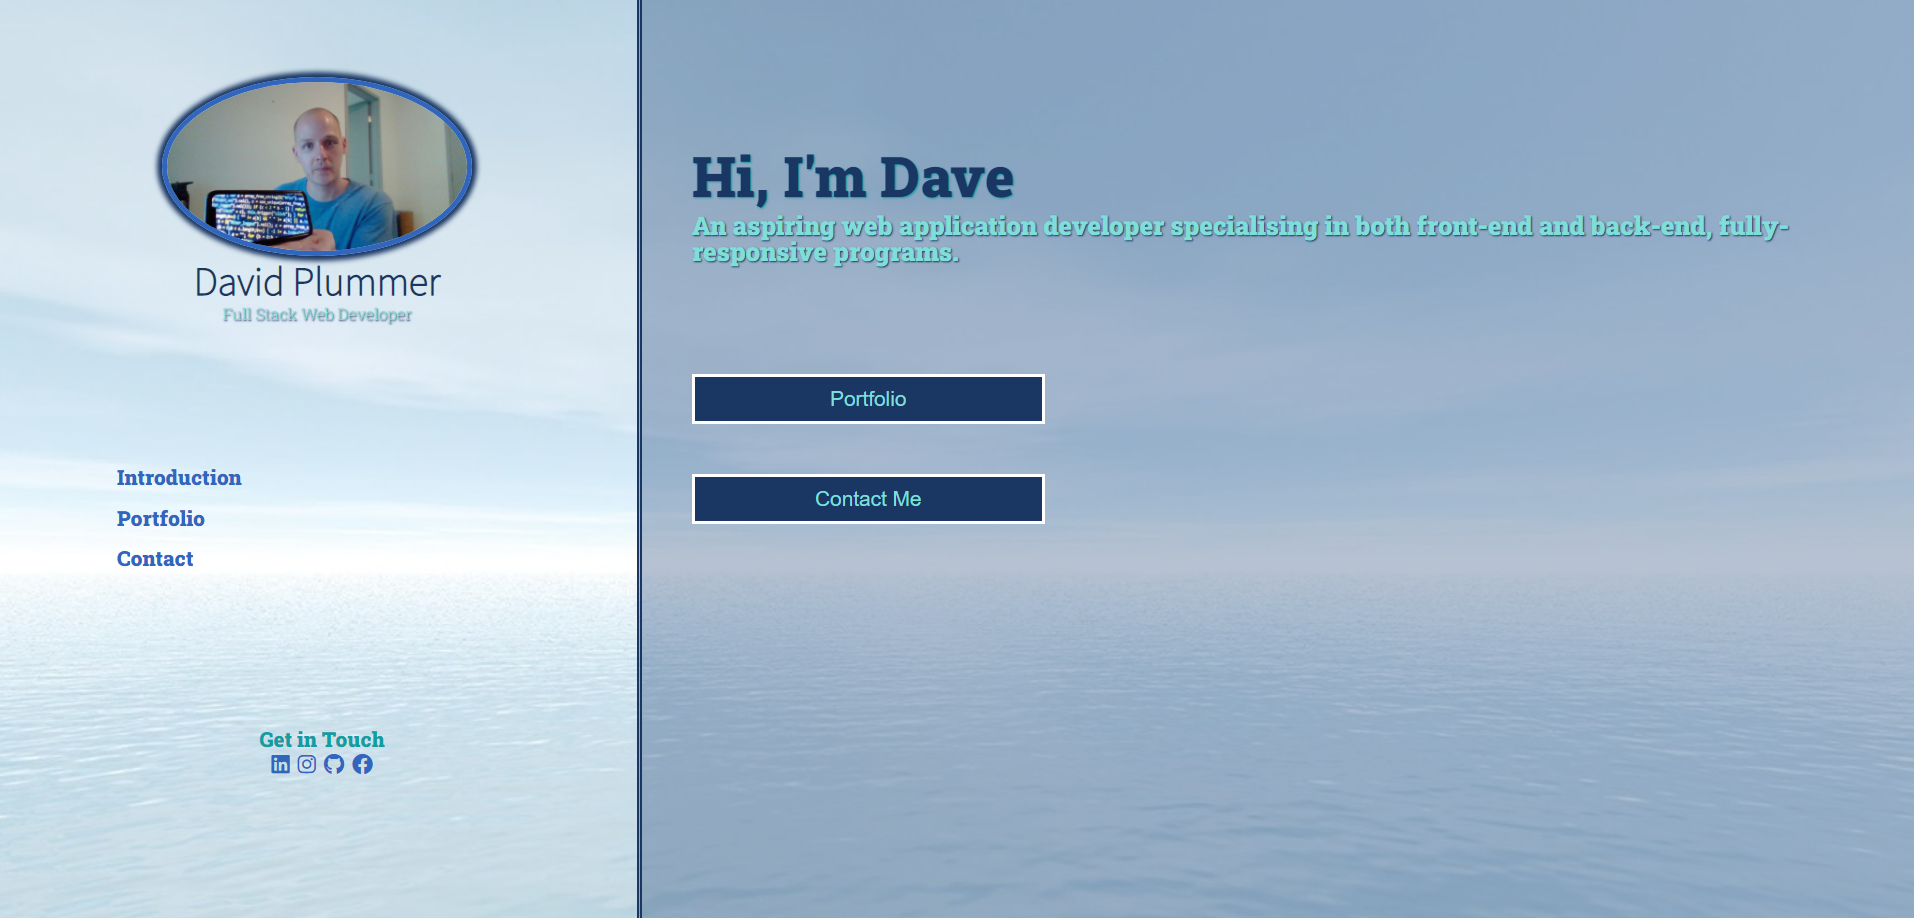 David Plummer
Full Stack Web Developer
Introduction
Portfolio
Contact
Get in Touch
Hi, I'm Dave
An aspiring web application developer specialising in both front-end and back-end, fully-
responsive programs.
Portfolio
Contact Me